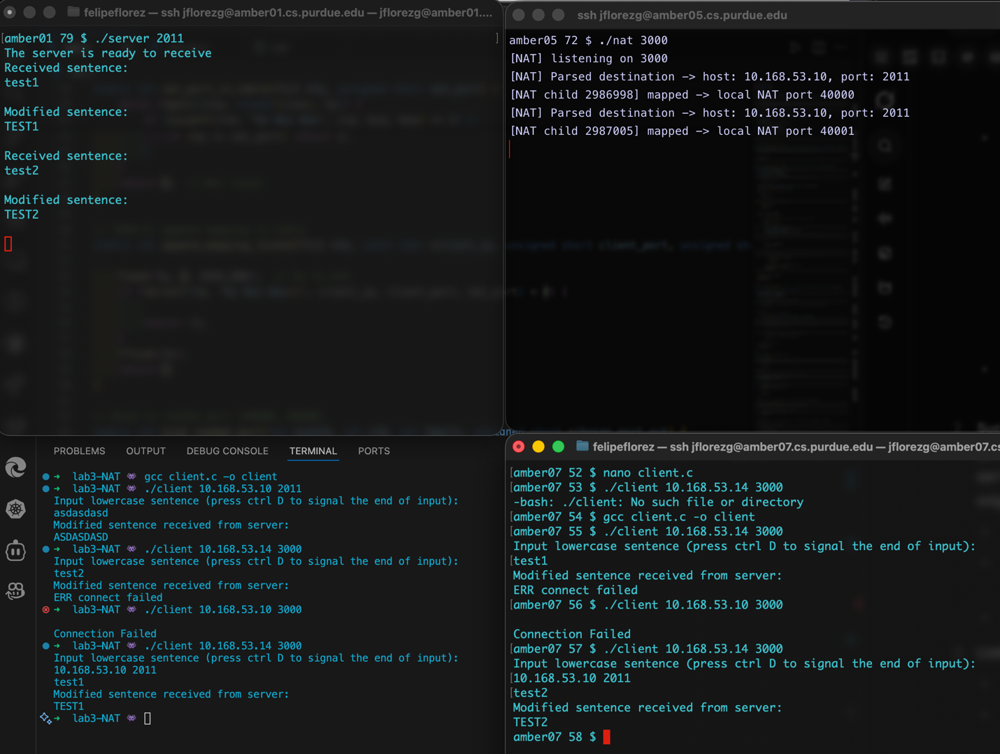 felipeflorez — ssh jflorezg@amber01.cs.purdue.edu — jflorezg@amber01....
[amber01 79 $ ./server 2011 ]
The server is ready to receive
Received sentence:
test1
Modified sentence:
TEST1
Received sentence:
test2
Modified sentence:
TEST2
ssh jflorezg@amber05.cs.purdue.edu
amber05 72 $ ./nat 3000
[NAT] listening on 3000
[NAT] Parsed destination -> host: 10.168.53.10, port: 2011
[NAT child 2986998] mapped -> local NAT port 40000
[NAT] Parsed destination -> host: 10.168.53.10, port: 2011
[NAT child 2987005] mapped -> local NAT port 40001
PROBLEMS OUTPUT DEBUG CONSOLE TERMINAL PORTS
➜ lab3-NAT 👾 gcc client.c -o client
➜ lab3-NAT 👾 ./client 10.168.53.10 2011
Input lowercase sentence (press ctrl D to signal the end of input):
asdasdasd
Modified sentence received from server:
ASDASDASD
➜ lab3-NAT 👾 ./client 10.168.53.14 3000
Input lowercase sentence (press ctrl D to signal the end of input):
test2
Modified sentence received from server:
ERR connect failed
➜ lab3-NAT 👾 ./client 10.168.53.10 3000
Connection Failed
➜ lab3-NAT 👾 ./client 10.168.53.14 3000
Input lowercase sentence (press ctrl D to signal the end of input):
10.168.53.10 2011
test1
Modified sentence received from server:
TEST1
➜ lab3-NAT 👾
felipeflorez — ssh jflorezg@amber07.cs.purdue.edu — jflorezg@amber07.cs
[amber07 52 $ nano client.c
[amber07 53 $ ./client 10.168.53.14 3000
-bash: ./client: No such file or directory
[amber07 54 $ gcc client.c -o client
[amber07 55 $ ./client 10.168.53.14 3000
Input lowercase sentence (press ctrl D to signal the end of input):
[test1
Modified sentence received from server:
ERR connect failed
[amber07 56 $ ./client 10.168.53.10 3000
Connection Failed
[amber07 57 $ ./client 10.168.53.14 3000
Input lowercase sentence (press ctrl D to signal the end of input):
[10.168.53.10 2011
[test2
Modified sentence received from server:
TEST2
amber07 58 $